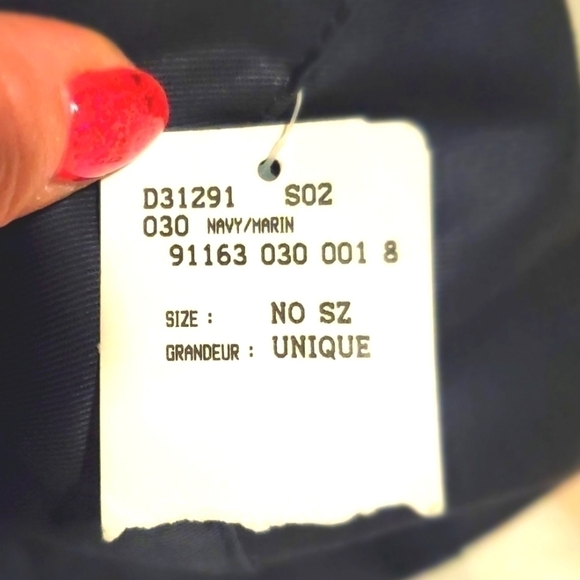 D31291 S02
030 NAVY/MARIN
91163 030 001 8
SIZE : NO SZ
GRANDEUR : UNIQUE